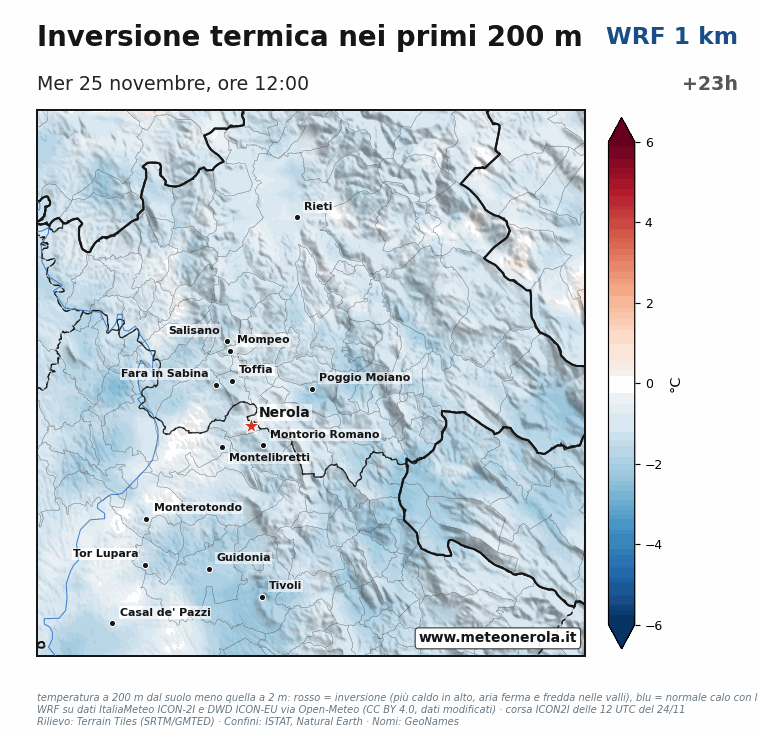 Inversione termica nei primi 200 m
WRF 1 km
Mer 25 novembre, ore 12:00
+23h
Rieti
Salisano
Mompeo
Toffia
Fara in Sabina
Poggio Moiano
Nerola
Montorio Romano
Montelibretti
Monterotondo
Tor Lupara
Guidonia
Tivoli
Casal de' Pazzi
www.meteonerola.it
6
4
2
0
−2
−4
−6
°C
temperatura a 200 m dal suolo meno quella a 2 m: rosso = inversione (più caldo in alto, aria ferma e fredda nelle valli), blu = normale calo con l
WRF su dati ItaliaMeteo ICON-2I e DWD ICON-EU via Open-Meteo (CC BY 4.0, dati modificati) · corsa ICON2I delle 12 UTC del 24/11
Rilievo: Terrain Tiles (SRTM/GMTED) · Confini: ISTAT, Natural Earth · Nomi: GeoNames